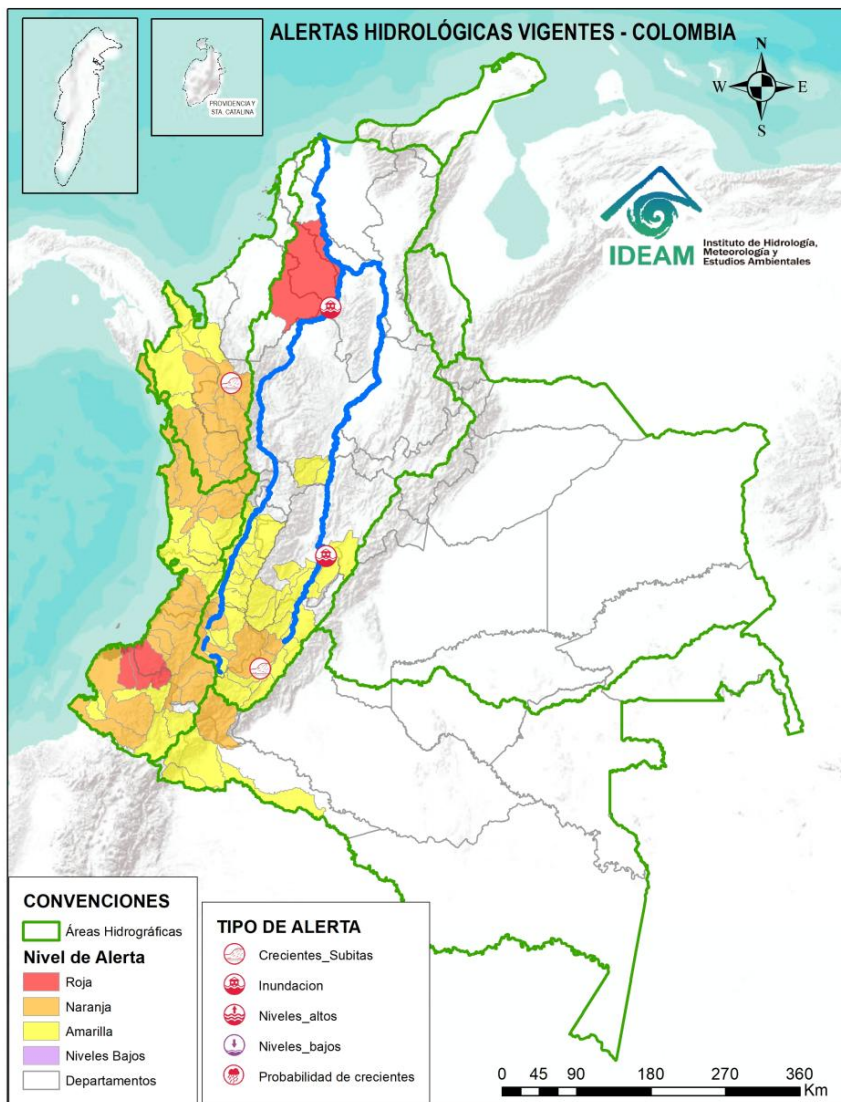 ALERTAS HIDROLÓGICAS VIGENTES - COLOMBIA
PROVIDENCIA Y
STA. CATALINA
N
W
E
S
IDEAM
Instituto de Hidrología,
Meteorología y
Estudios Ambientales
CONVENCIONES
Áreas Hidrográficas
Nivel de Alerta
Roja
Naranja
Amarilla
Niveles Bajos
Departamentos
TIPO DE ALERTA
Crecientes_Subitas
Inundacion
Niveles_altos
Niveles_bajos
Probabilidad de crecientes
0 45 90 180 270 360
Km